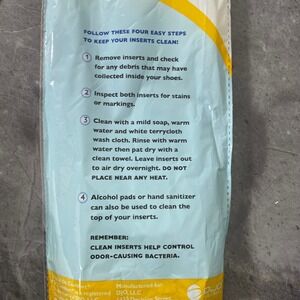 FOLLOW THESE FOUR EASY STEPS
TO KEEP YOUR INSERTS CLEAN!
1 Remove inserts and check
for any debris that may have
collected inside your shoes.
2 Inspect both inserts for stains
or markings.
3 Clean with a mild soap, warm
water and white terrycloth
wash cloth. Rinse with warm
water then pat dry with a
clean towel. Leave inserts out
to air dry overnight. DO NOT
PLACE NEAR ANY HEAT.
4 Alcohol pads or hand sanitizer
can also be used to clean the
top of your inserts.
REMEMBER:
CLEAN INSERTS HELP CONTROL
ODOR-CAUSING BACTERIA.
Manufactured for:
DJO, LLC